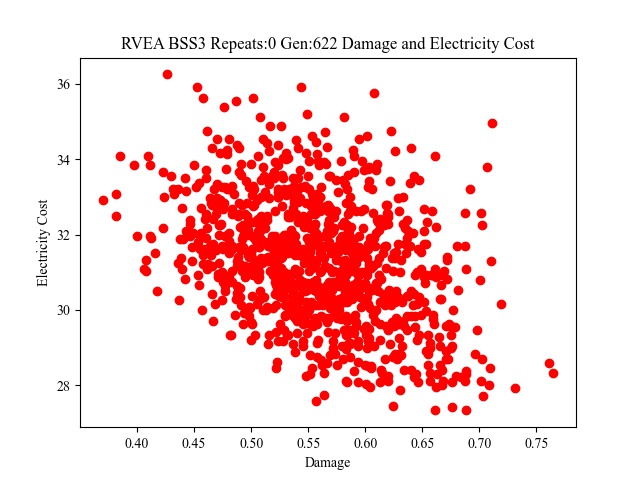 RVEA BSS3 Repeats:0 Gen:622 Damage and Electricity Cost
36
34
32
30
28
Electricity Cost
0.40 0.45 0.50 0.55 0.60 0.65 0.70 0.75
Damage